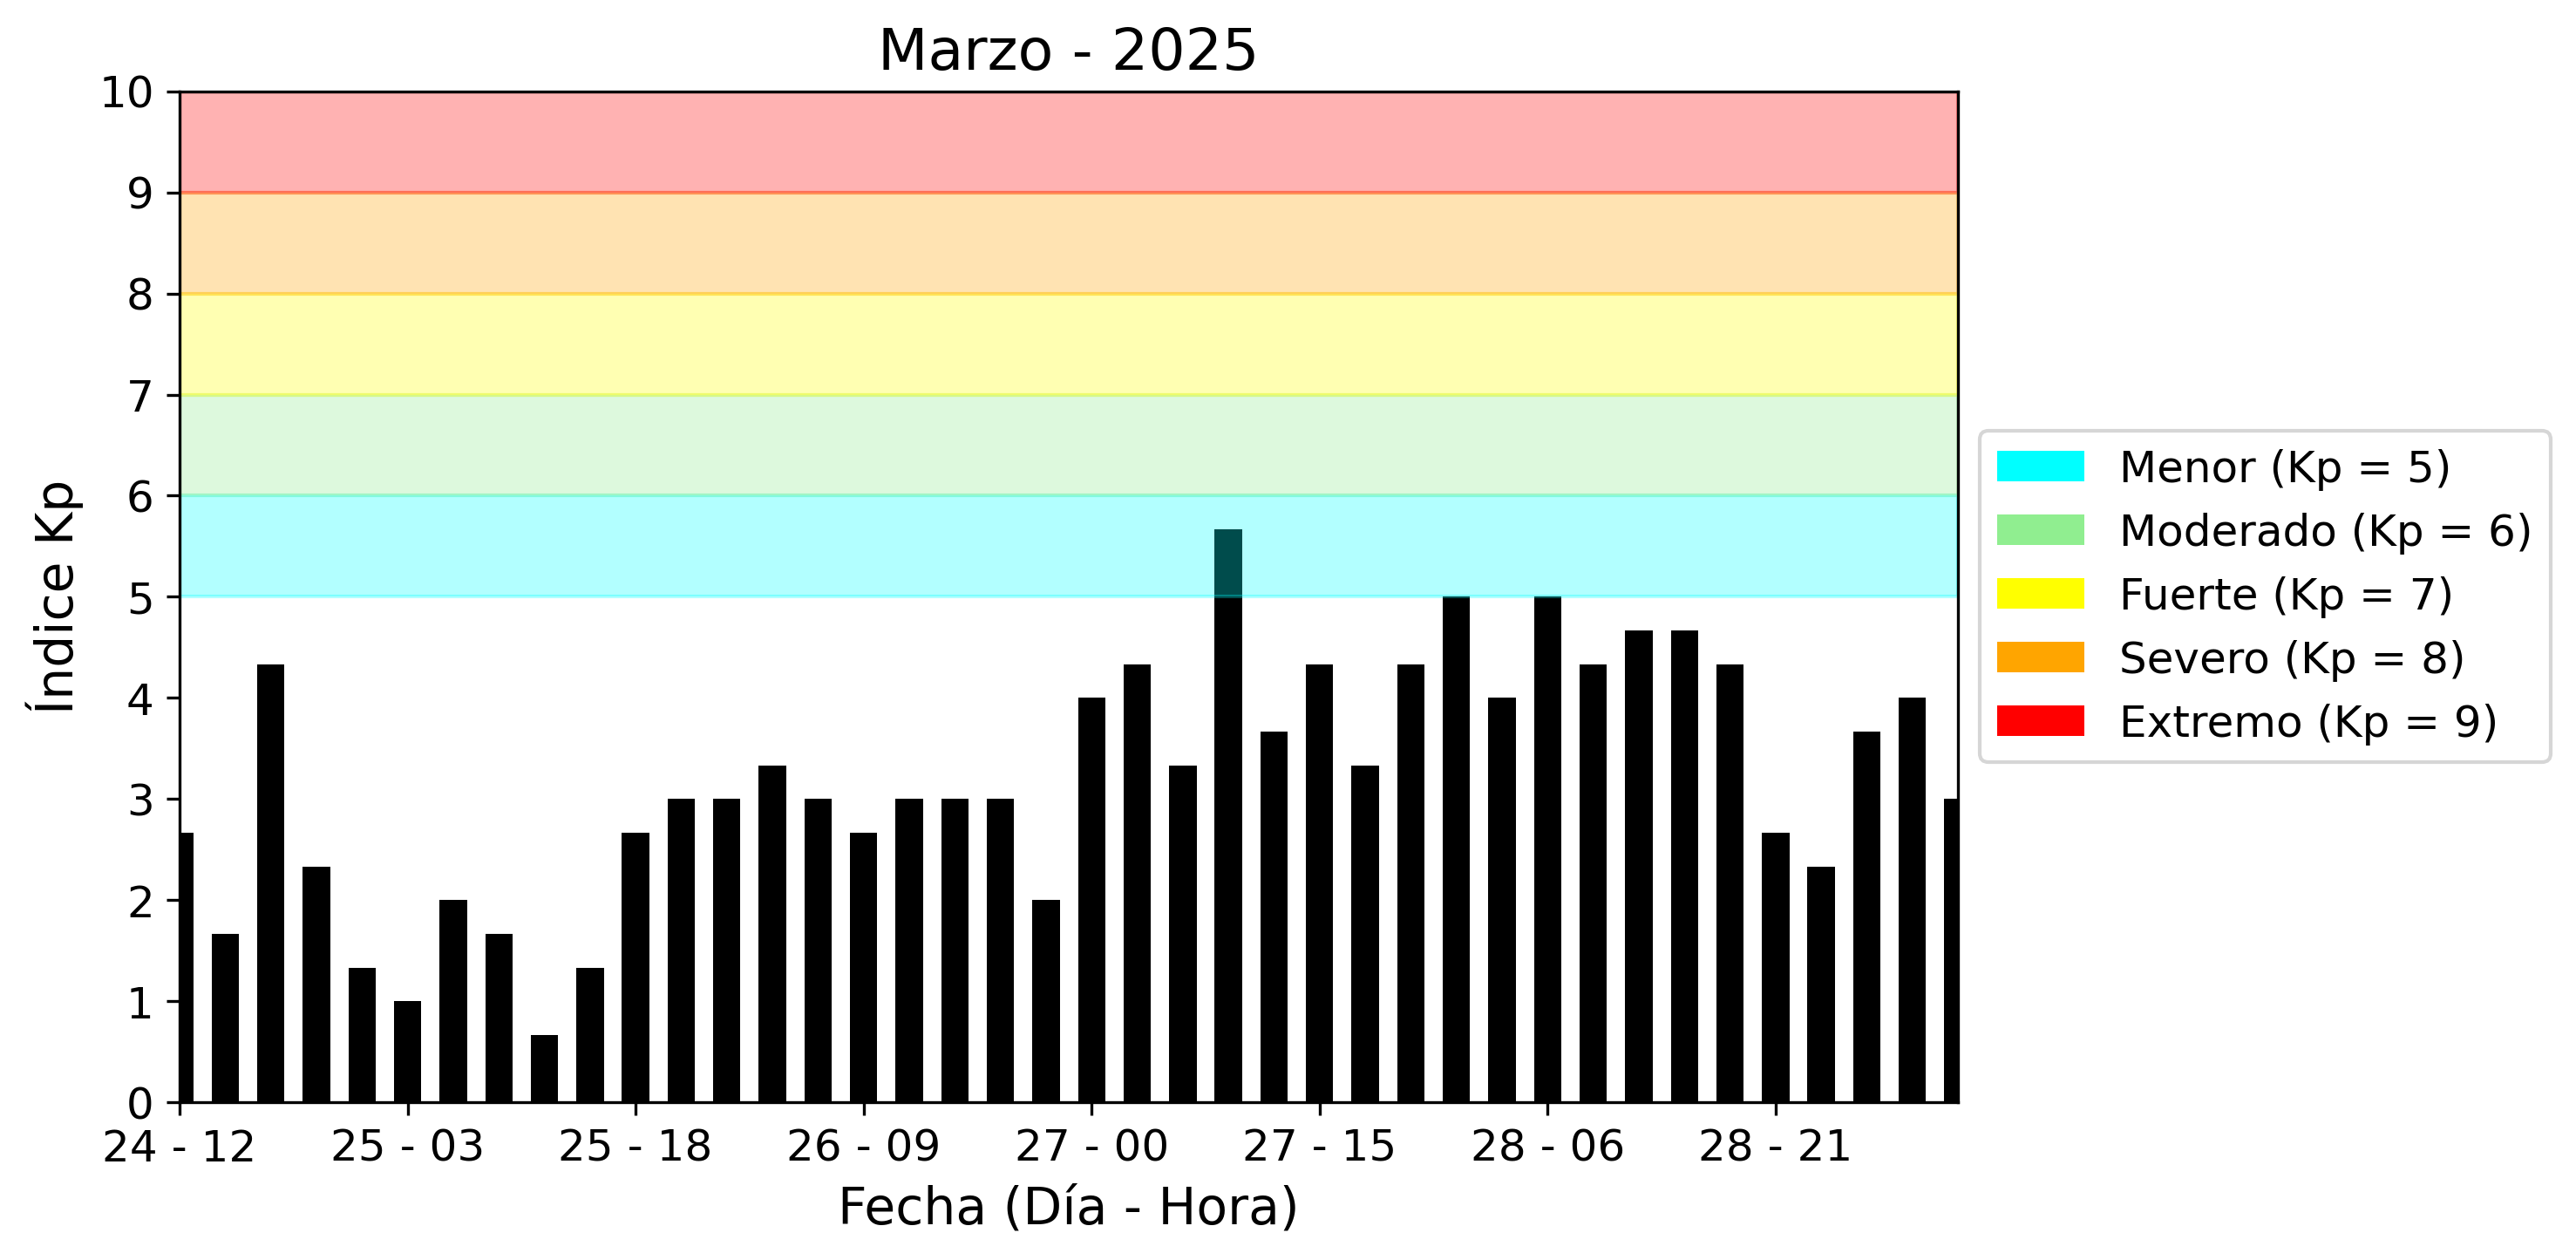 Marzo - 2025
10
9
8
7
6
5
4
3
2
1
0
Índice Kp
24 - 12
25 - 03
25 - 18
26 - 09
27 - 00
27 - 15
28 - 06
28 - 21
Fecha (Día - Hora)
Menor (Kp = 5)
Moderado (Kp = 6)
Fuerte (Kp = 7)
Severo (Kp = 8)
Extremo (Kp = 9)